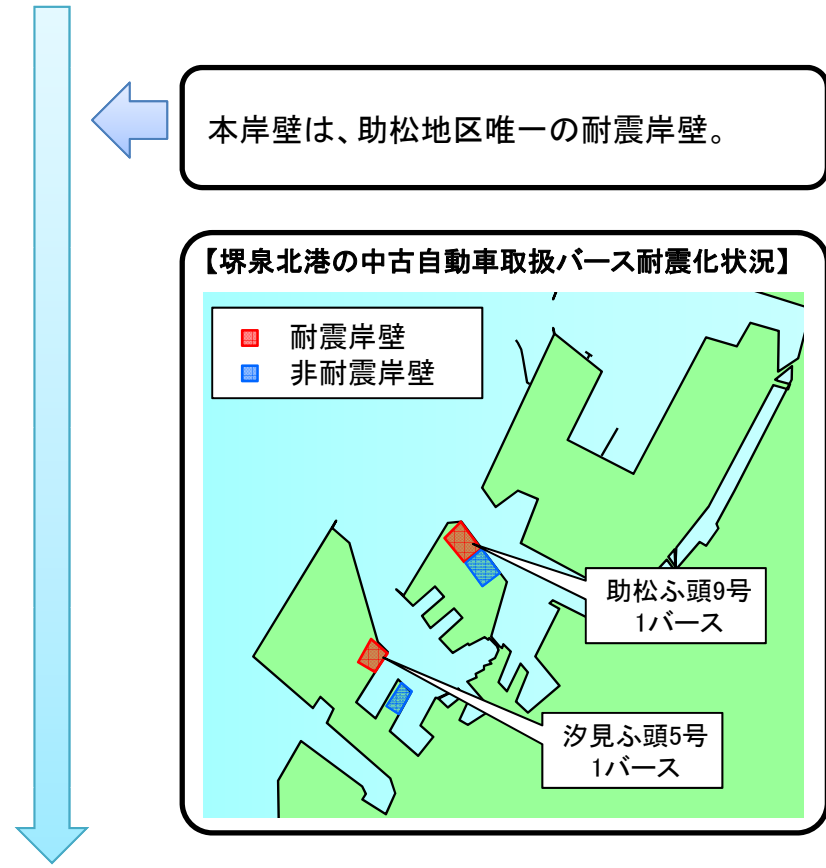 本岸壁は、助松地区唯一の耐震岸壁。
【堺泉北港の中古自動車取扱バース耐震化状況】
耐震岸壁
非耐震岸壁
助松ふ頭9号
1バース
汐見ふ頭5号
1バース